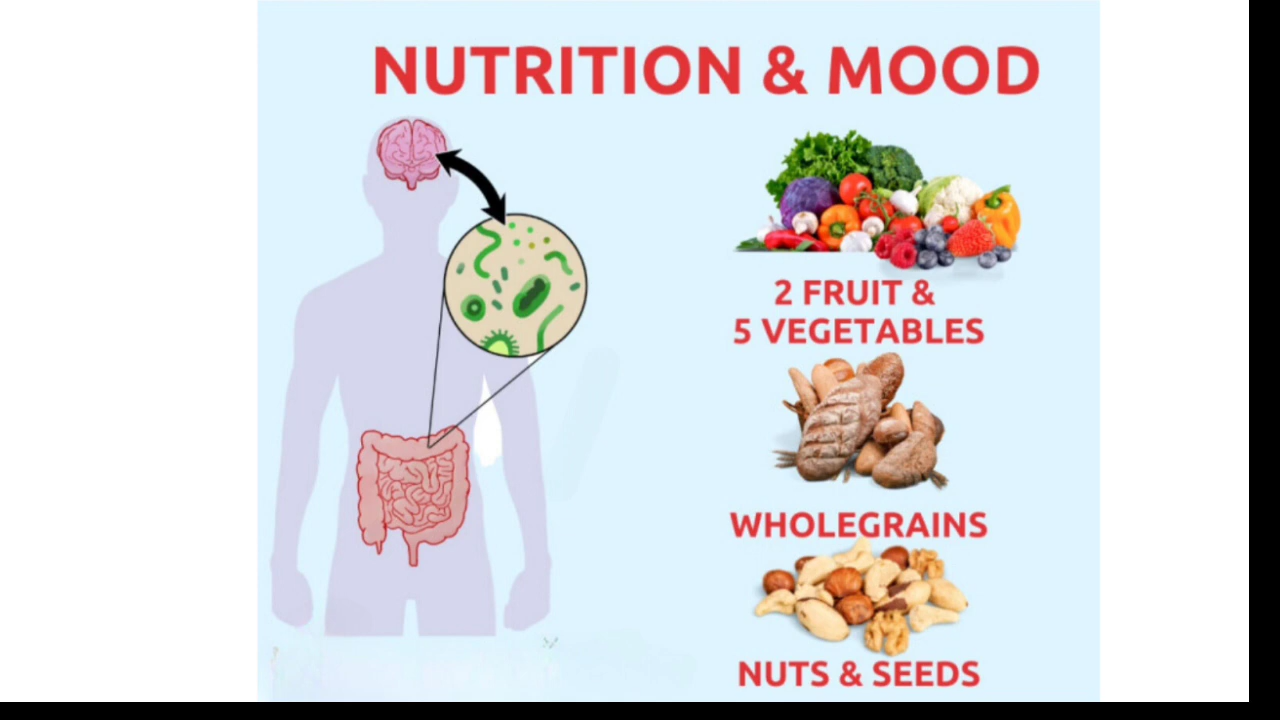 NUTRITION & MOOD
2 FRUIT &
5 VEGETABLES
WHOLEGRAINS
NUTS & SEEDS